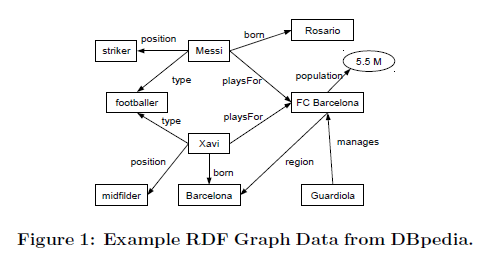 born
Rosario
position
striker
Messi
5.5 M
population
type
playsFor
footballer
FC Barcelona
type
playsFor
manages
Xavi
position
region
born
midfilder
Barcelona
Guardiola
Figure 1: Example RDF Graph Data from DBpedia.